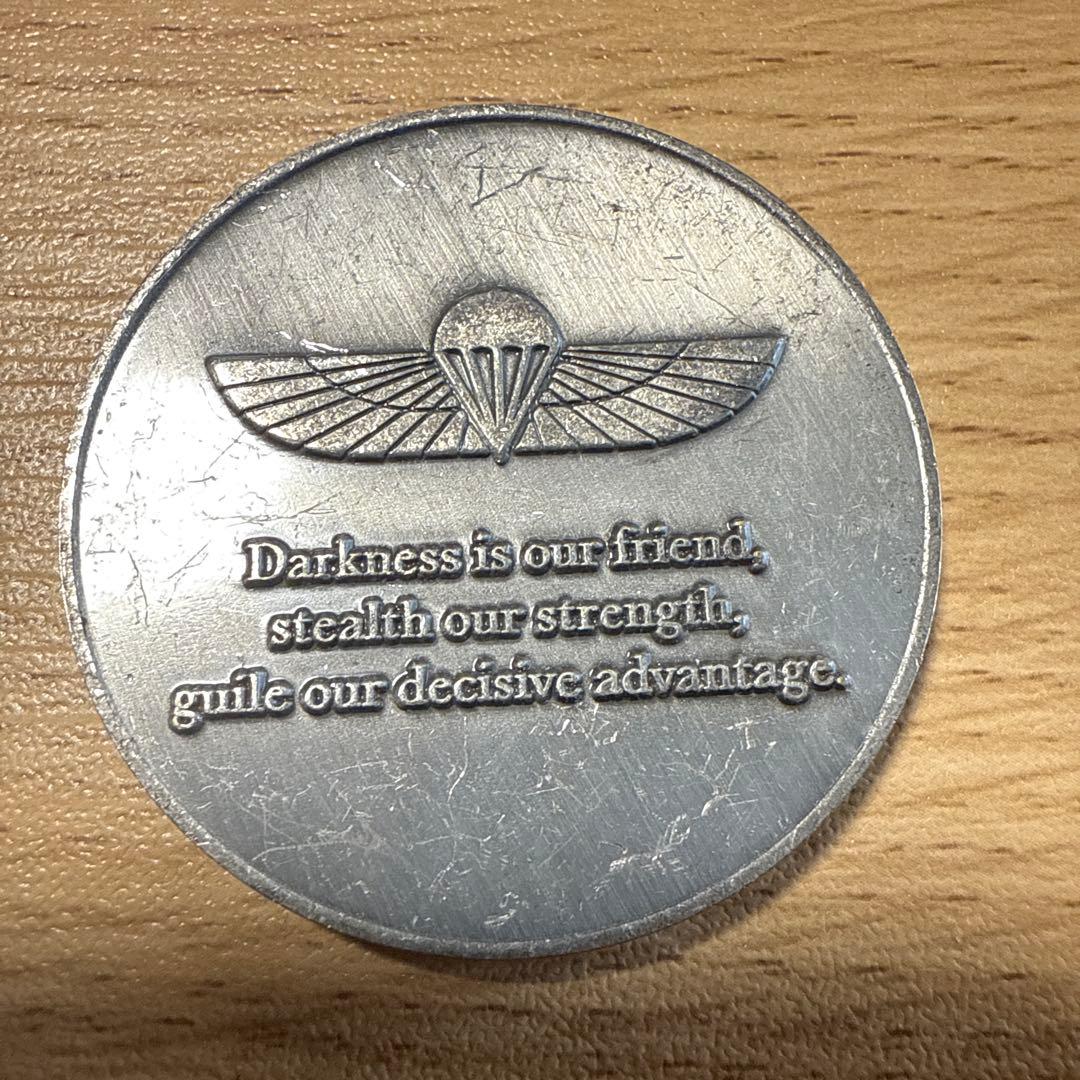 Darkness is our friend,
stealth our strength,
guile our decisive advantage.